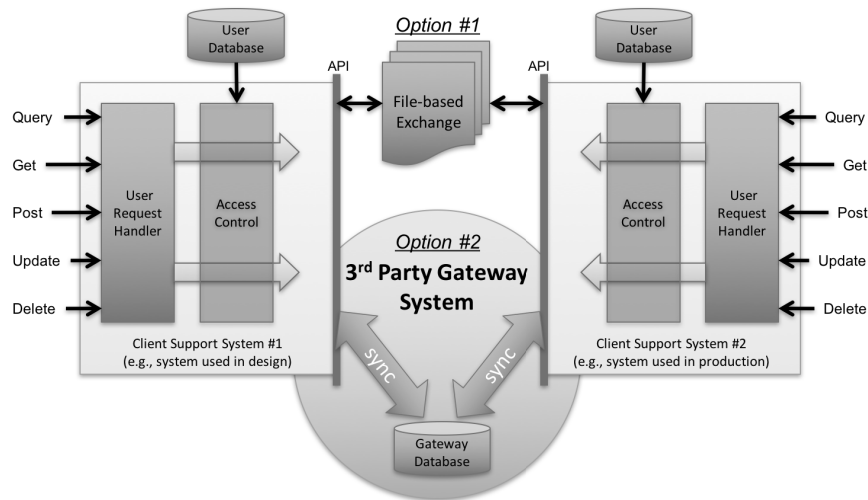 User
Database
Option #1
User
Database
API
API
File-based
Exchange
Query
Get
Post
Update
Delete
User
Request
Handler
Access
Control
Client Support System #1
(e.g., system used in design)
Option #2
3rd Party Gateway
System
sync
sync
Gateway
Database
Access
Control
User
Request
Handler
Query
Get
Post
Update
Delete
Client Support System #2
(e.g., system used in production)